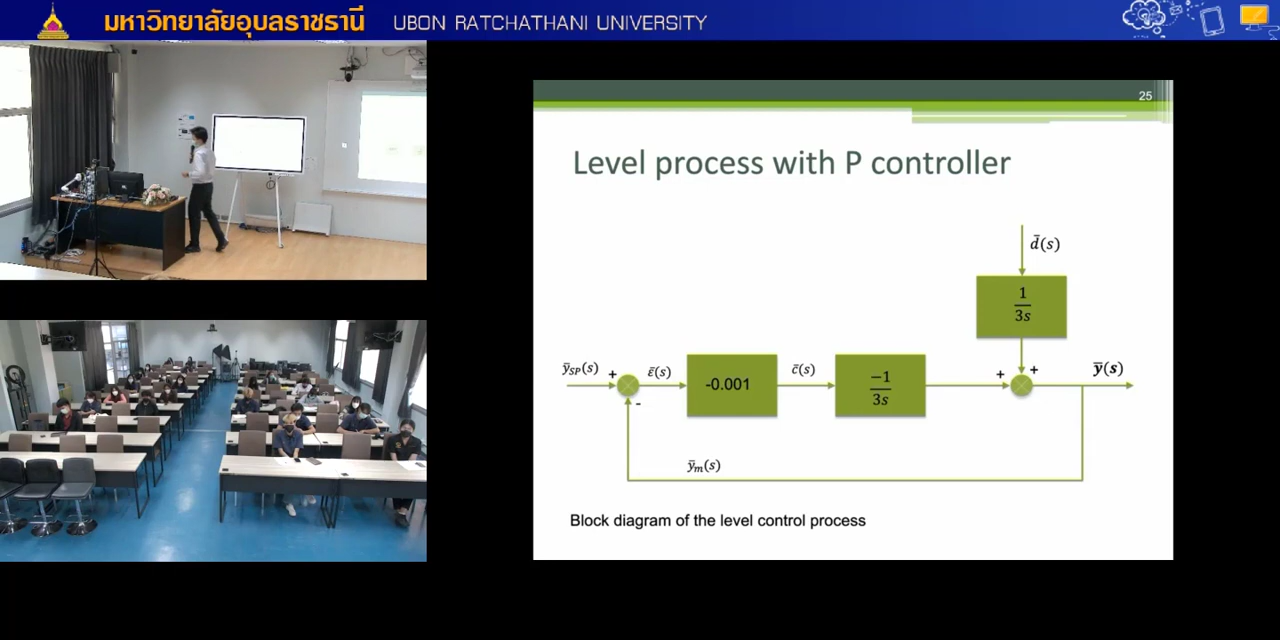 มหาวิทยาลัยอุบลราชธานี UBON RATCHATHANI UNIVERSITY
25
Level process with P controller
d̄(s)
1
3s
ȳSP(s) + ε̄(s) -0.001 c̄(s) −1 + + ȳ(s)
3s
-
ȳm(s)
Block diagram of the level control process